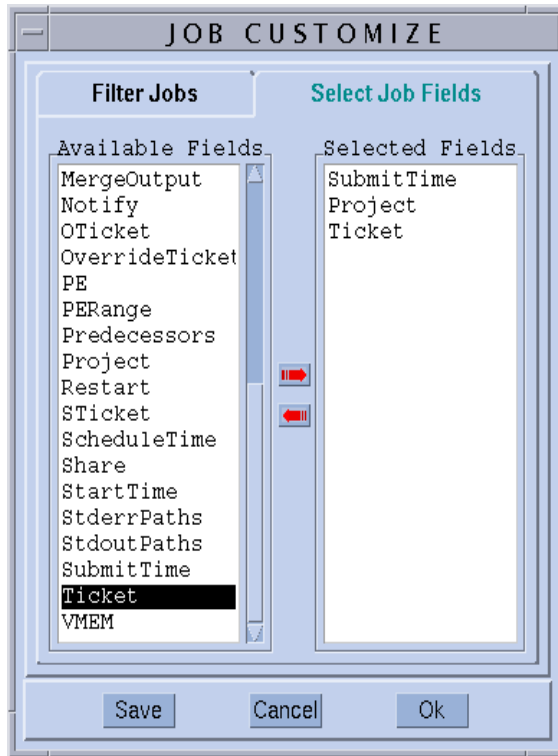 JOB CUSTOMIZE
Filter Jobs
Select Job Fields
Available Fields
MergeOutput
Notify
OTicket
OverrideTicket
PE
PERange
Predecessors
Project
Restart
STicket
ScheduleTime
Share
StartTime
StderrPaths
StdoutPaths
SubmitTime
Ticket
VMEM
Selected Fields
SubmitTime
Project
Ticket
Save
Cancel
Ok